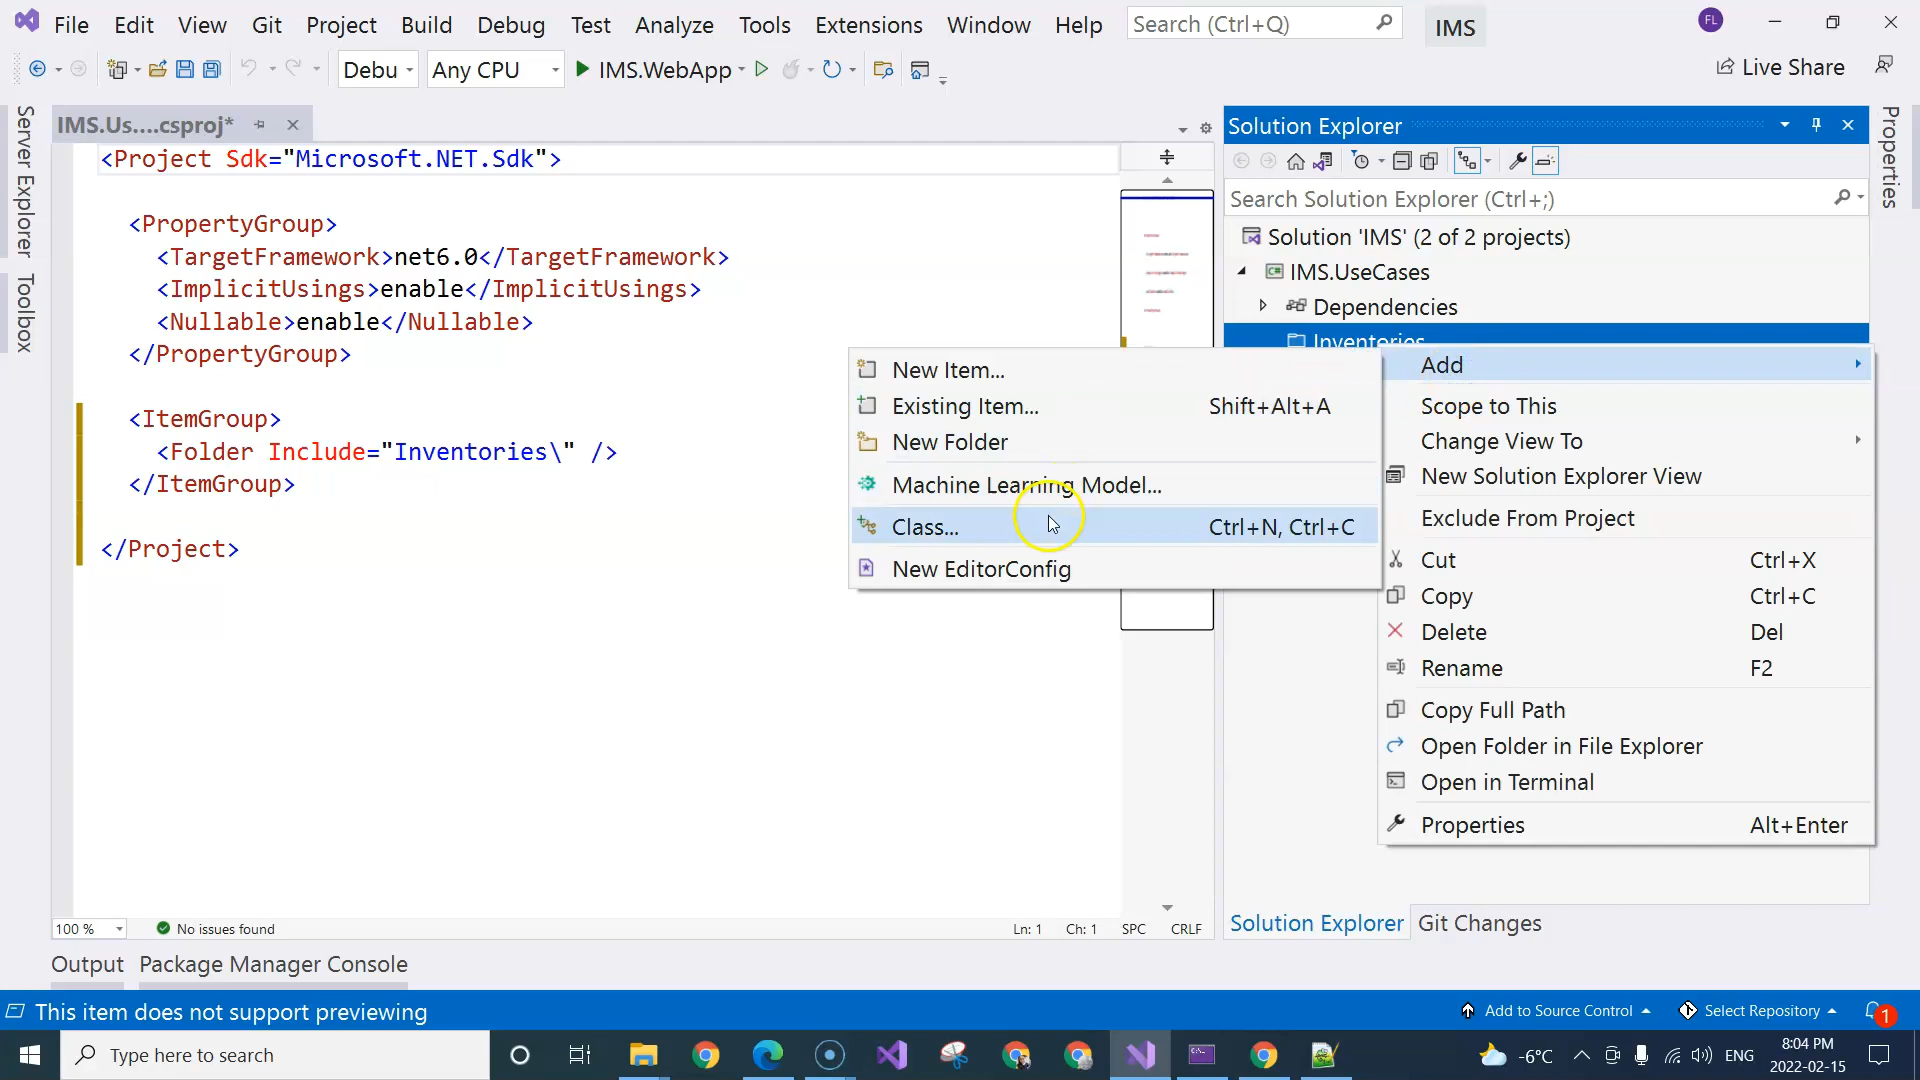 File Edit View Git Project Build Debug Test Analyze Tools Extensions Window Help Search (Ctrl+Q) IMS FL
Debu Any CPU IMS.WebApp Live Share
Server Explorer
Toolbox
IMS.Us....csproj*
<Project Sdk="Microsoft.NET.Sdk">
<PropertyGroup>
<TargetFramework>net6.0</TargetFramework>
<ImplicitUsings>enable</ImplicitUsings>
<Nullable>enable</Nullable>
</PropertyGroup>
<ItemGroup>
<Folder Include="Inventories\" />
</ItemGroup>
</Project>
100 % No issues found Ln: 1 Ch: 1 SPC CRLF
New Item...
Existing Item... Shift+Alt+A
New Folder
Machine Learning Model...
Class... Ctrl+N, Ctrl+C
New EditorConfig
Solution Explorer
Search Solution Explorer (Ctrl+;)
Solution 'IMS' (2 of 2 projects)
IMS.UseCases
Dependencies
Inventories
Add
Scope to This
Change View To
New Solution Explorer View
Exclude From Project
Cut Ctrl+X
Copy Ctrl+C
Delete Del
Rename F2
Copy Full Path
Open Folder in File Explorer
Open in Terminal
Properties Alt+Enter
Solution Explorer Git Changes
Properties
Output Package Manager Console
This item does not support previewing Add to Source Control Select Repository 1
Type here to search -6°C ENG 8:04 PM
2022-02-15